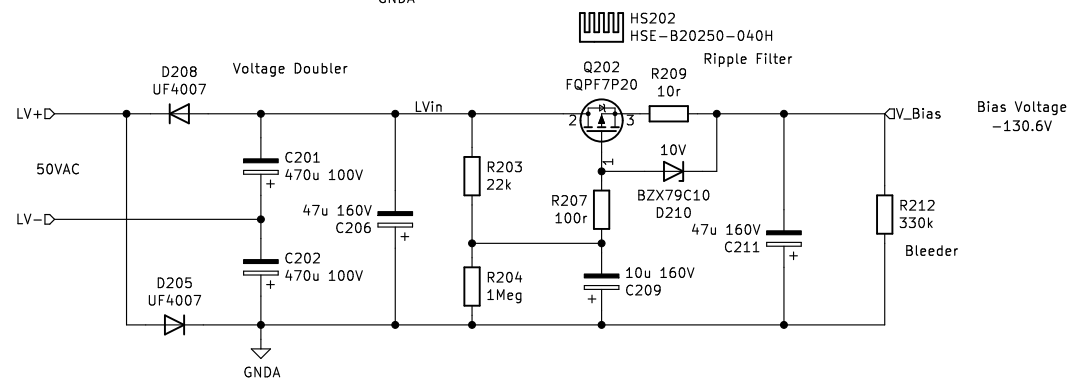 GNDA
HS202
HSE-B20250-040H
Ripple Filter
D208
UF4007
Voltage Doubler
Q202
FQPF7P20
R209
10r
LV+
LVin
2
3
V_Bias
Bias Voltage
-130.6V
50VAC
C201
470u 100V
+
R203
22k
1
10V
BZX79C10
D210
R207
100r
LV-
47u 160V
C206
+
47u 160V
C211
+
R212
330k
Bleeder
C202
470u 100V
+
R204
1Meg
10u 160V
C209
+
D205
UF4007
GNDA